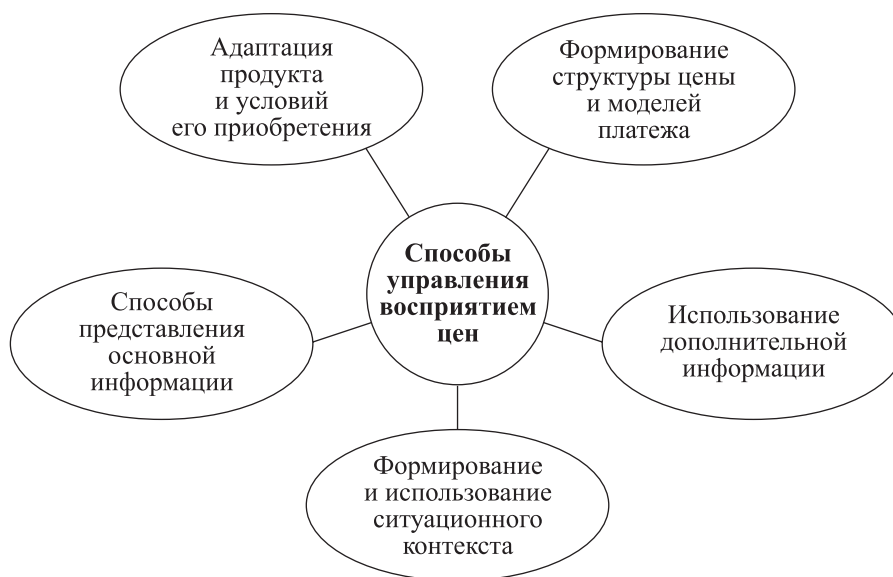 Адаптация
продукта
и условий
его приобретения
Формирование
структуры цены
и моделей
платежа
Способы
управления
восприятием
цен
Способы
представления
основной
информации
Использование
дополнительной
информации
Формирование
и использование
ситуационного
контекста